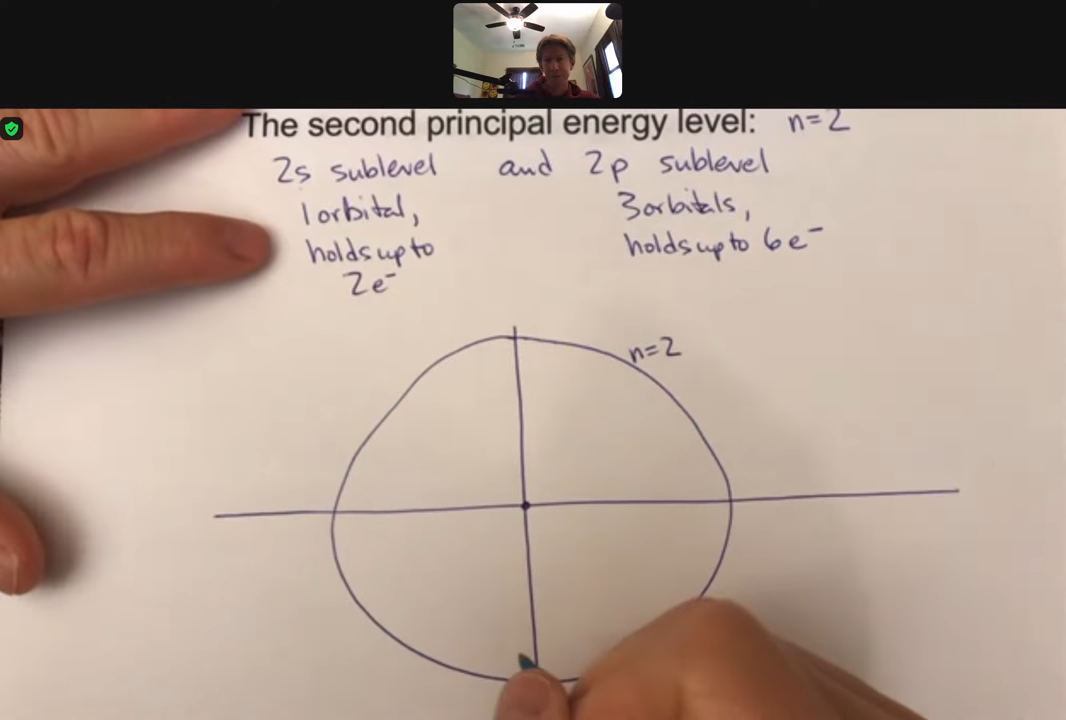 The second principal energy level: n=2
2s sublevel and 2p sublevel
1 orbital, 3 orbitals,
holds up to holds up to 6e⁻
2e⁻
n=2